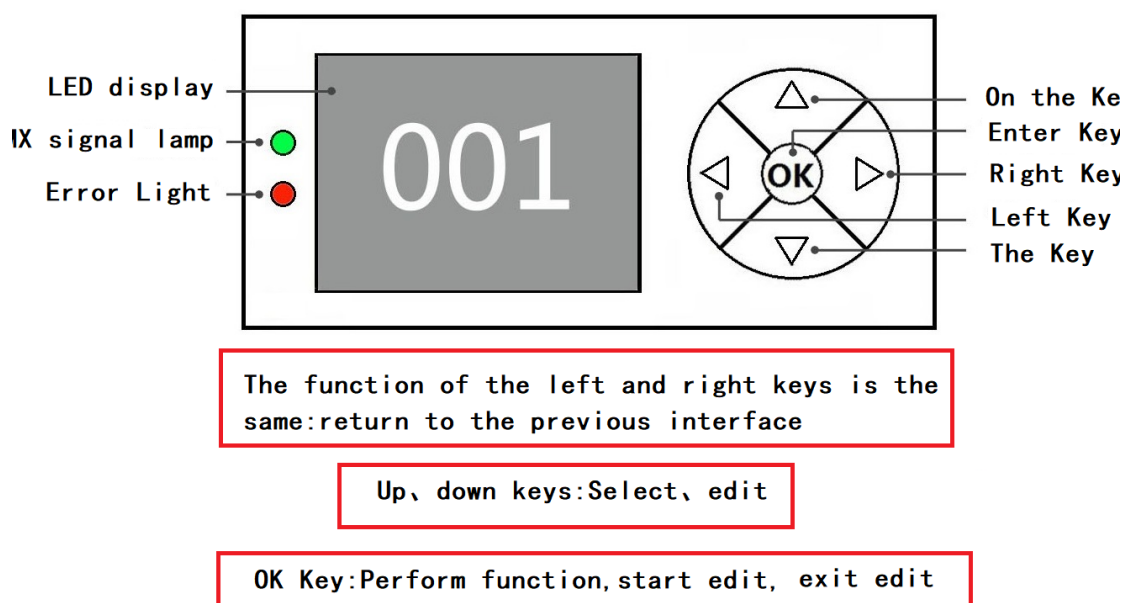 LED display
MX signal lamp
Error Light
001
OK
On the Ke
Enter Key
Right Key
Left Key
The Key
The function of the left and right keys is the
same:return to the previous interface
Up、down keys:Select、edit
OK Key:Perform function,start edit, exit edit